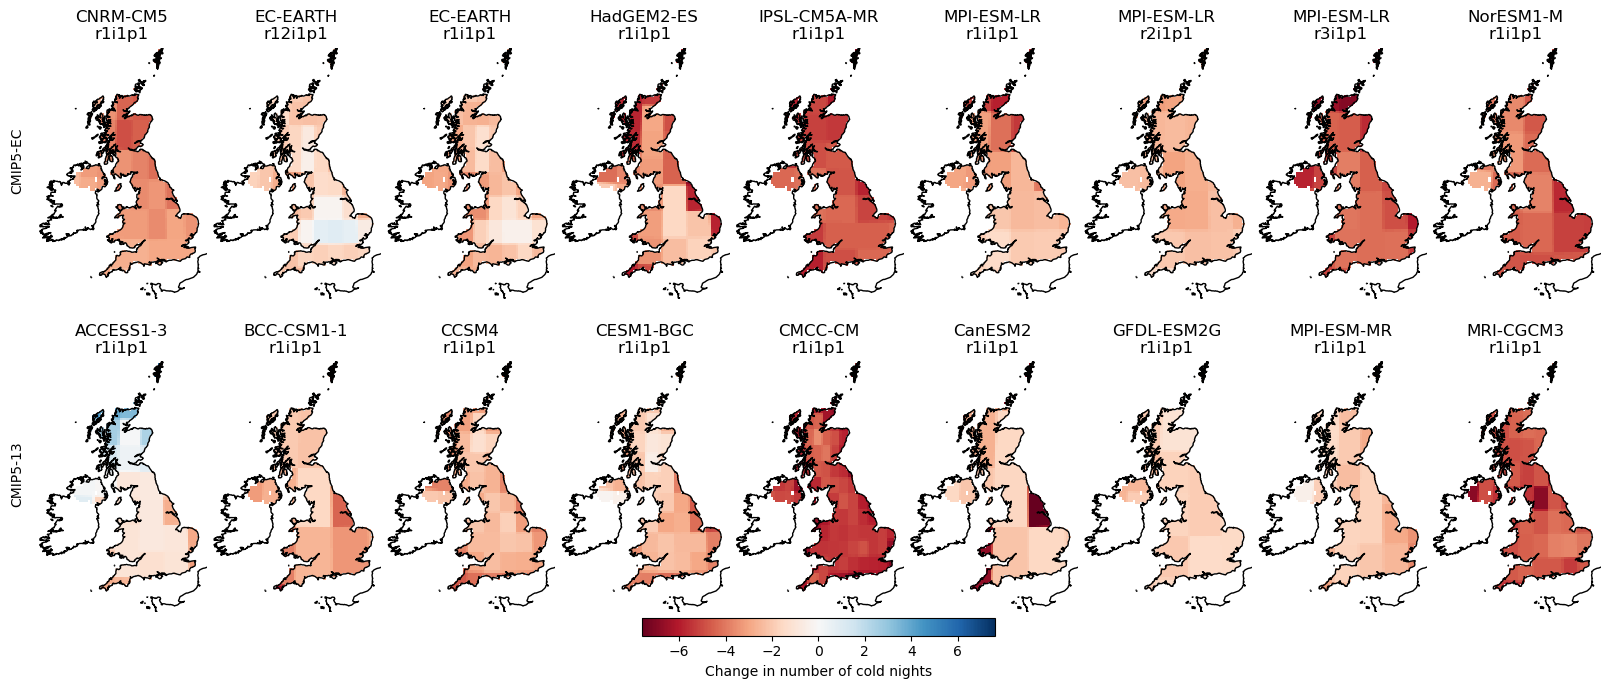 CNRM-CM5
r1i1p1
EC-EARTH
r12i1p1
EC-EARTH
r1i1p1
HadGEM2-ES
r1i1p1
IPSL-CM5A-MR
r1i1p1
MPI-ESM-LR
r1i1p1
MPI-ESM-LR
r2i1p1
MPI-ESM-LR
r3i1p1
NorESM1-M
r1i1p1
CMIP5-EC
ACCESS1-3
r1i1p1
BCC-CSM1-1
r1i1p1
CCSM4
r1i1p1
CESM1-BGC
r1i1p1
CMCC-CM
r1i1p1
CanESM2
r1i1p1
GFDL-ESM2G
r1i1p1
MPI-ESM-MR
r1i1p1
MRI-CGCM3
r1i1p1
CMIP5-13
−6 −4 −2 0 2 4 6
Change in number of cold nights